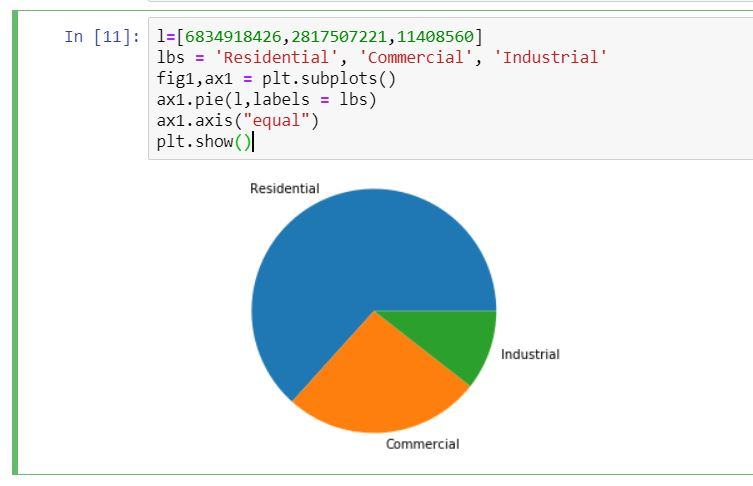 In [11]: l=[6834918426,2817507221,11408560]
lbs = 'Residential', 'Commercial', 'Industrial'
fig1,ax1 = plt.subplots()
ax1.pie(l,labels = lbs)
ax1.axis("equal")
plt.show()
Residential
Industrial
Commercial